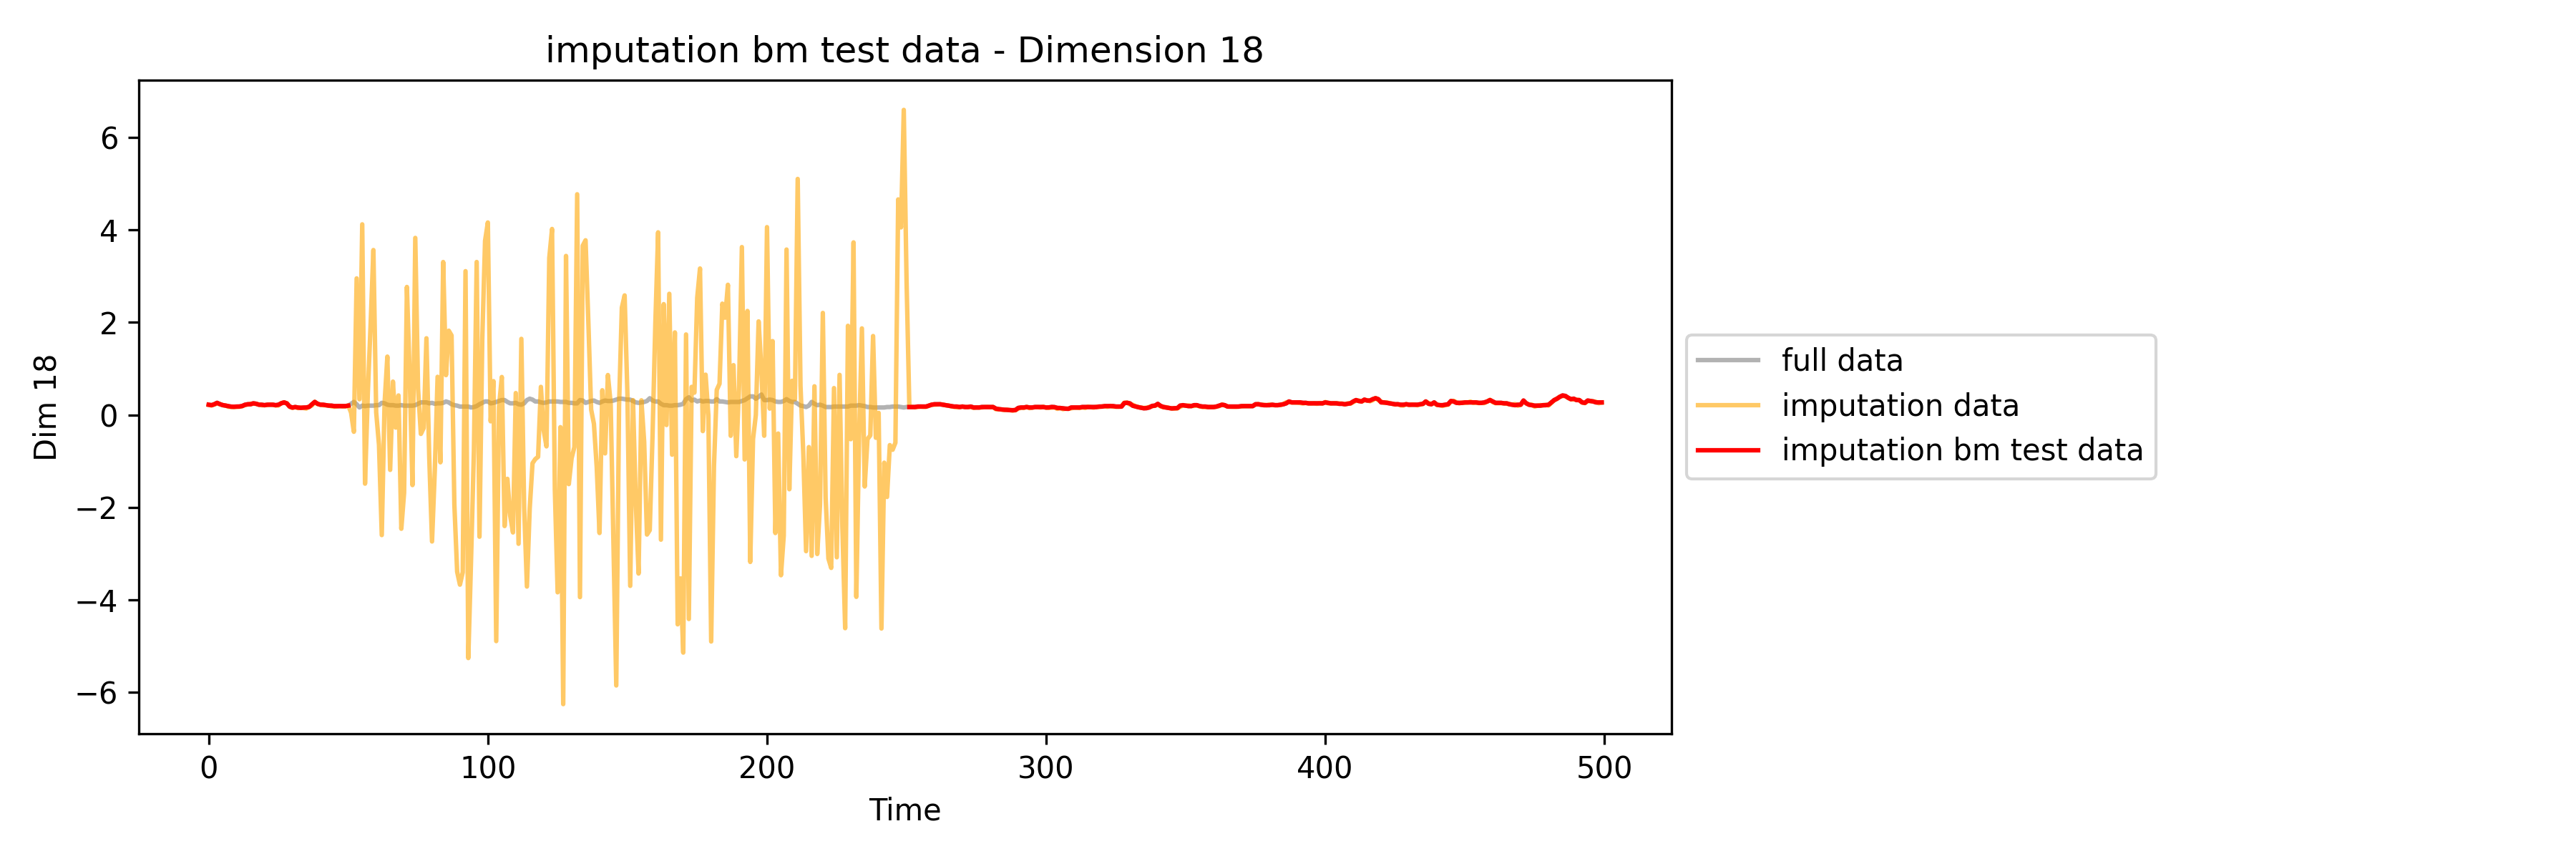 imputation bm test data - Dimension 18
6
4
2
0
−2
−4
−6
Dim 18
0 100 200 300 400 500
Time
full data
imputation data
imputation bm test data